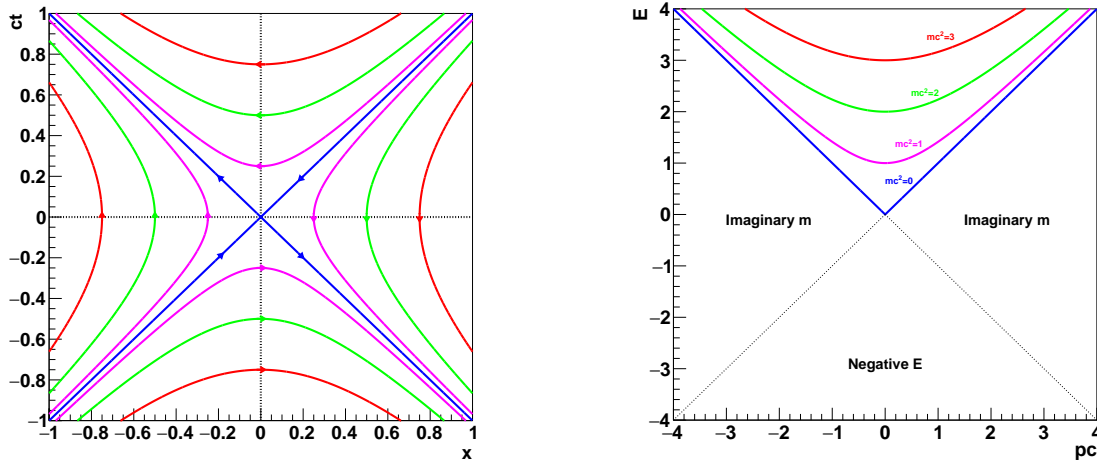 ct
1
0.8
0.6
0.4
0.2
0
−0.2
−0.4
−0.6
−0.8
−1
−1 −0.8 −0.6 −0.4 −0.2 0 0.2 0.4 0.6 0.8 1
x
E
4
3
2
1
0
−1
−2
−3
−4
mc²=3
mc²=2
mc²=1
mc²=0
Imaginary m Imaginary m
Negative E
−4 −3 −2 −1 0 1 2 3 4
pc